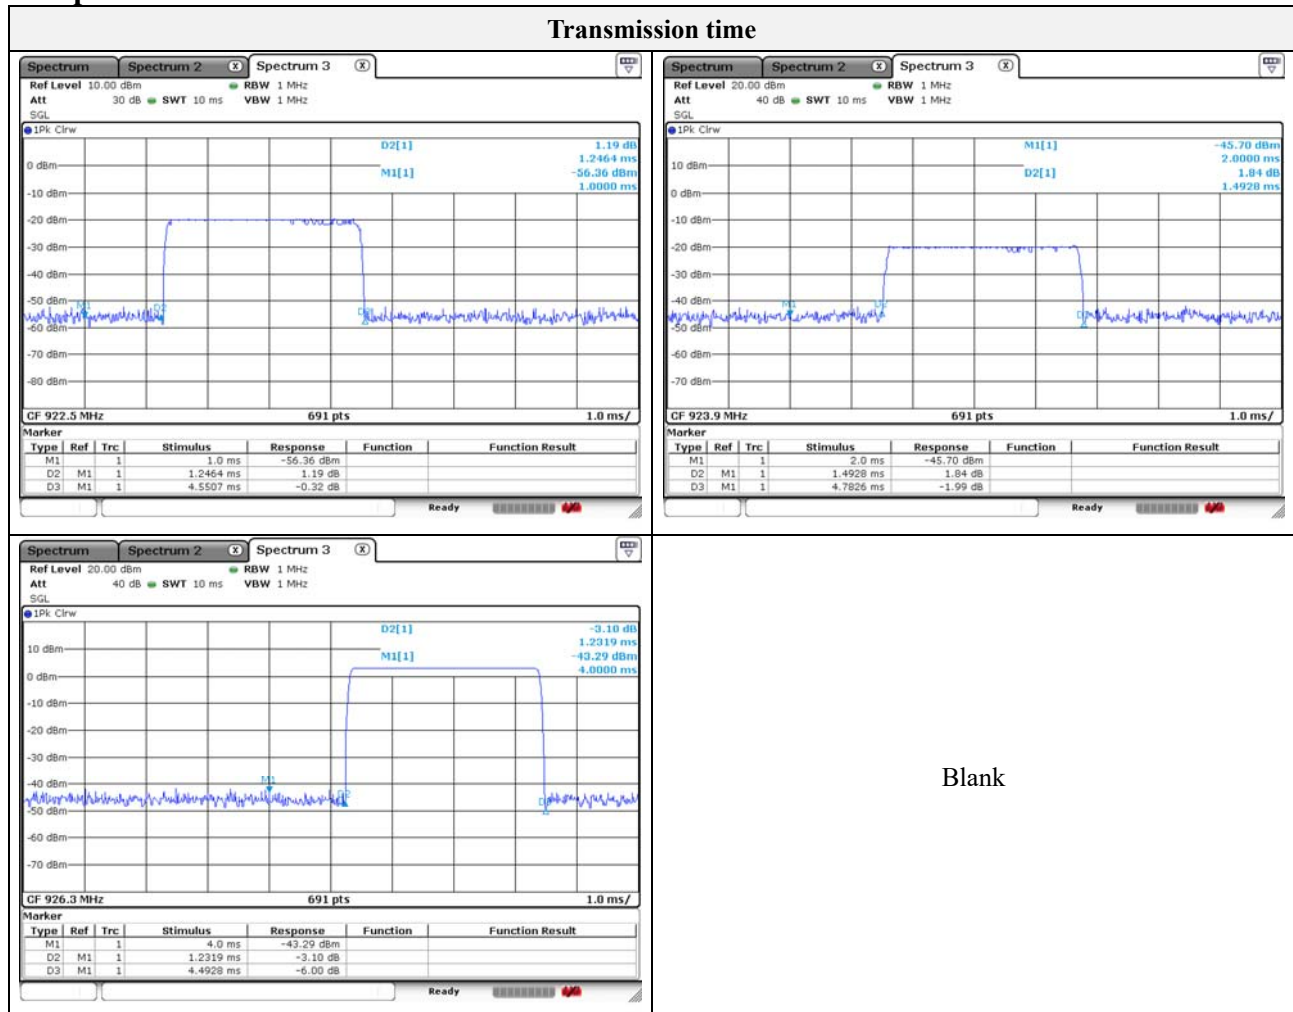 Transmission time
Spectrum Spectrum 2 X Spectrum 3 X
Ref Level 10.00 dBm RBW 1 MHz
Att 30 dB SWT 10 ms VBW 1 MHz
SGL
1Pk Clrw
D2[1] 1.19 dB
1.2464 ms
M1[1] -56.36 dBm
1.0000 ms
0 dBm
-10 dBm
-20 dBm
-30 dBm
-40 dBm
-50 dBm
-60 dBm
-70 dBm
-80 dBm
M1 D2
CF 922.5 MHz 691 pts 1.0 ms/
Marker
Type Ref Trc Stimulus Response Function Function Result
M1 1 1.0 ms -56.36 dBm
D2 M1 1 1.2464 ms 1.19 dB
D3 M1 1 4.5507 ms -0.32 dB
Ready
Spectrum Spectrum 2 X Spectrum 3 X
Ref Level 20.00 dBm RBW 1 MHz
Att 40 dB SWT 10 ms VBW 1 MHz
SGL
1Pk Clrw
M1[1] -45.70 dBm
2.0000 ms
D2[1] 1.84 dB
1.4928 ms
10 dBm
0 dBm
-10 dBm
-20 dBm
-30 dBm
-40 dBm
-50 dBm
-60 dBm
-70 dBm
M1 D2
CF 923.9 MHz 691 pts 1.0 ms/
Marker
Type Ref Trc Stimulus Response Function Function Result
M1 1 2.0 ms -45.70 dBm
D2 M1 1 1.4928 ms 1.84 dB
D3 M1 1 4.7826 ms -1.99 dB
Ready
Spectrum Spectrum 2 X Spectrum 3 X
Ref Level 20.00 dBm RBW 1 MHz
Att 40 dB SWT 10 ms VBW 1 MHz
SGL
1Pk Clrw
D2[1] -3.10 dB
1.2319 ms
M1[1] -43.29 dBm
4.0000 ms
10 dBm
0 dBm
-10 dBm
-20 dBm
-30 dBm
-40 dBm
-50 dBm
-60 dBm
-70 dBm
M1 D2
CF 926.3 MHz 691 pts 1.0 ms/
Marker
Type Ref Trc Stimulus Response Function Function Result
M1 1 4.0 ms -43.29 dBm
D2 M1 1 1.2319 ms -3.10 dB
D3 M1 1 4.4928 ms -6.00 dB
Ready
Blank